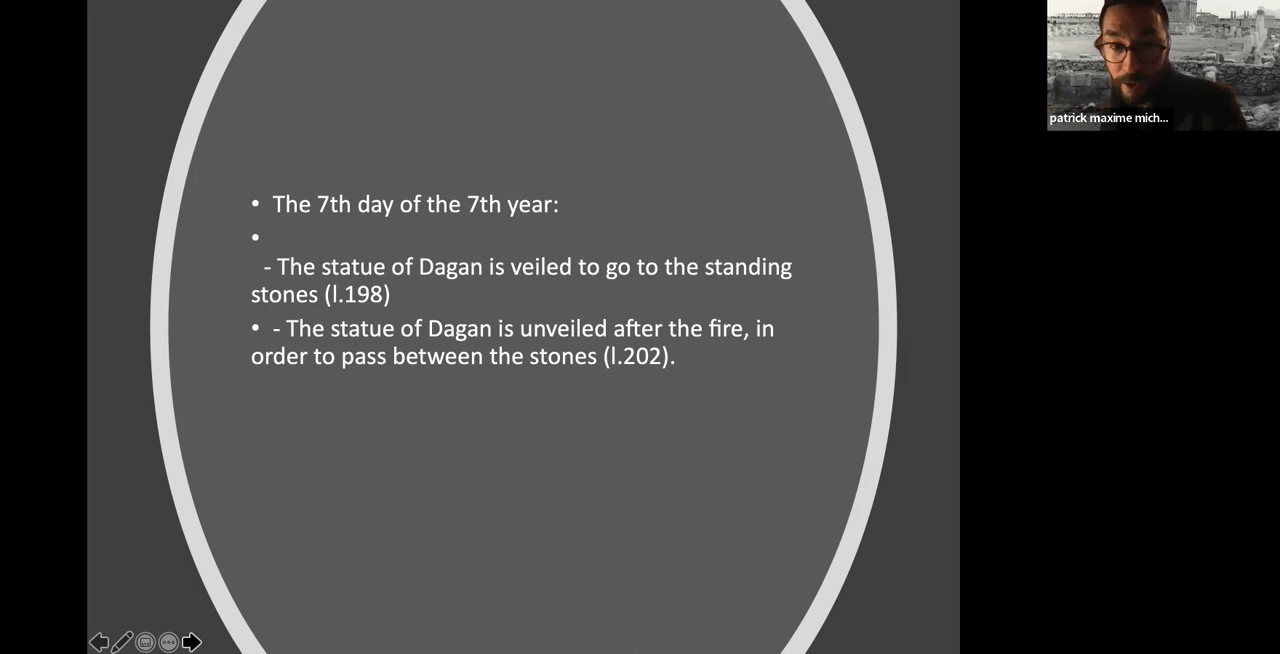 • The 7th day of the 7th year:
•
- The statue of Dagan is veiled to go to the standing
stones (l.198)
• - The statue of Dagan is unveiled after the fire, in
order to pass between the stones (l.202).
patrick maxime mich...